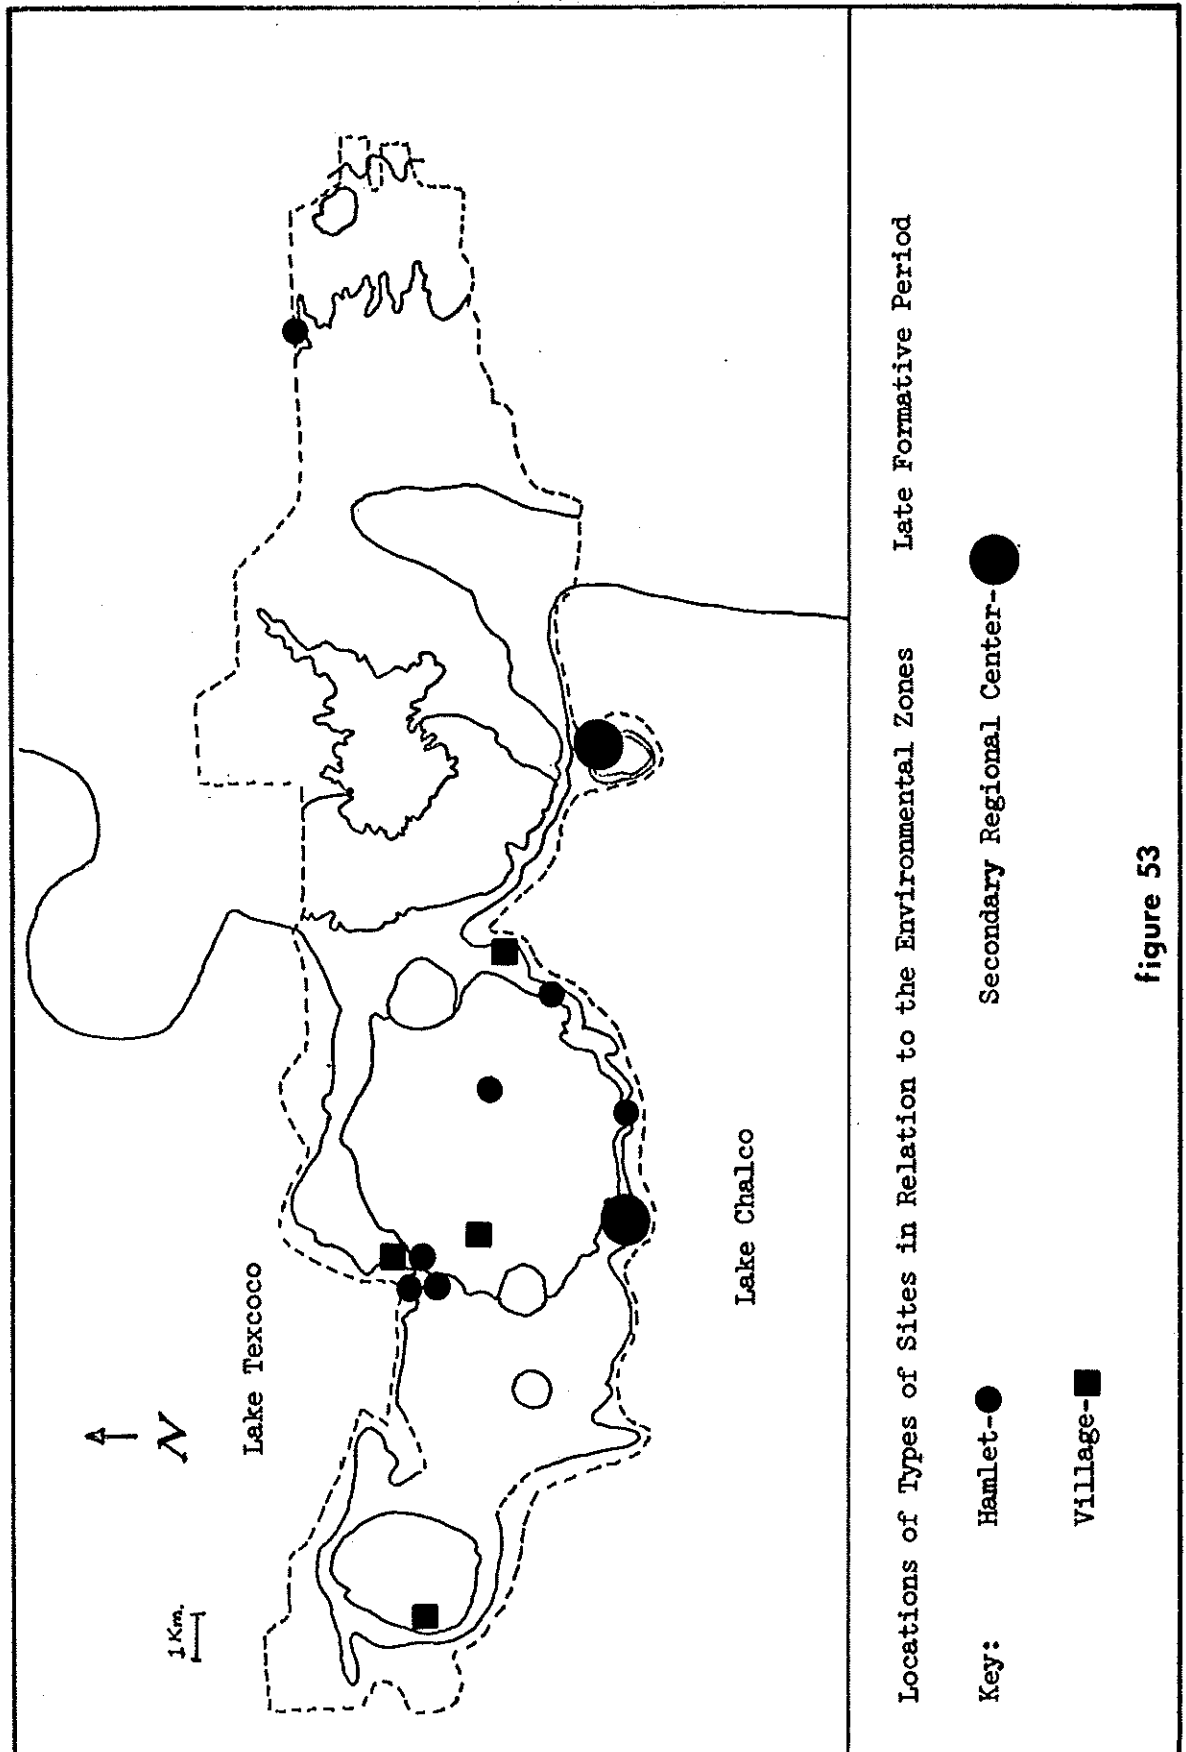 1 Km.
N
Lake Texcoco
Lake Chalco
Locations of Types of Sites in Relation to the Environmental Zones Late Formative Period
Key: Hamlet- Secondary Regional Center-
Village-
figure 53